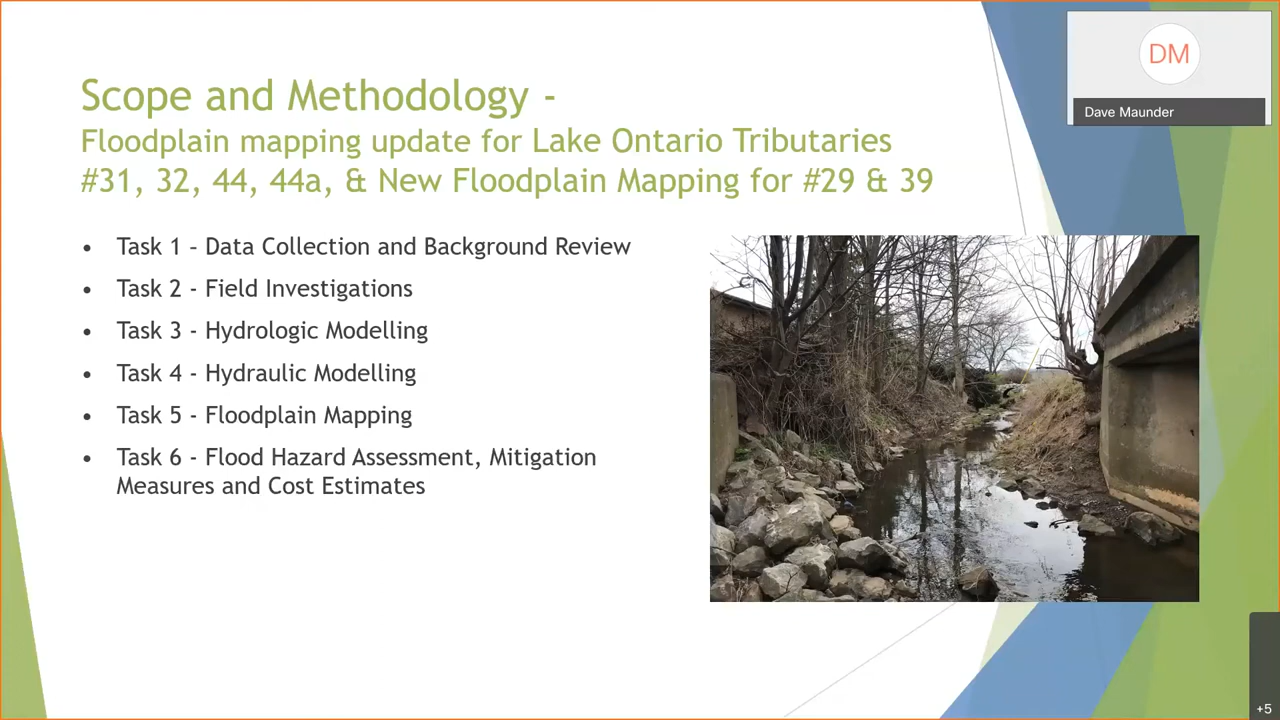 Scope and Methodology -
Floodplain mapping update for Lake Ontario Tributaries
#31, 32, 44, 44a, & New Floodplain Mapping for #29 & 39
• Task 1 – Data Collection and Background Review
• Task 2 - Field Investigations
• Task 3 - Hydrologic Modelling
• Task 4 - Hydraulic Modelling
• Task 5 - Floodplain Mapping
• Task 6 - Flood Hazard Assessment, Mitigation
Measures and Cost Estimates
DM
Dave Maunder
+5